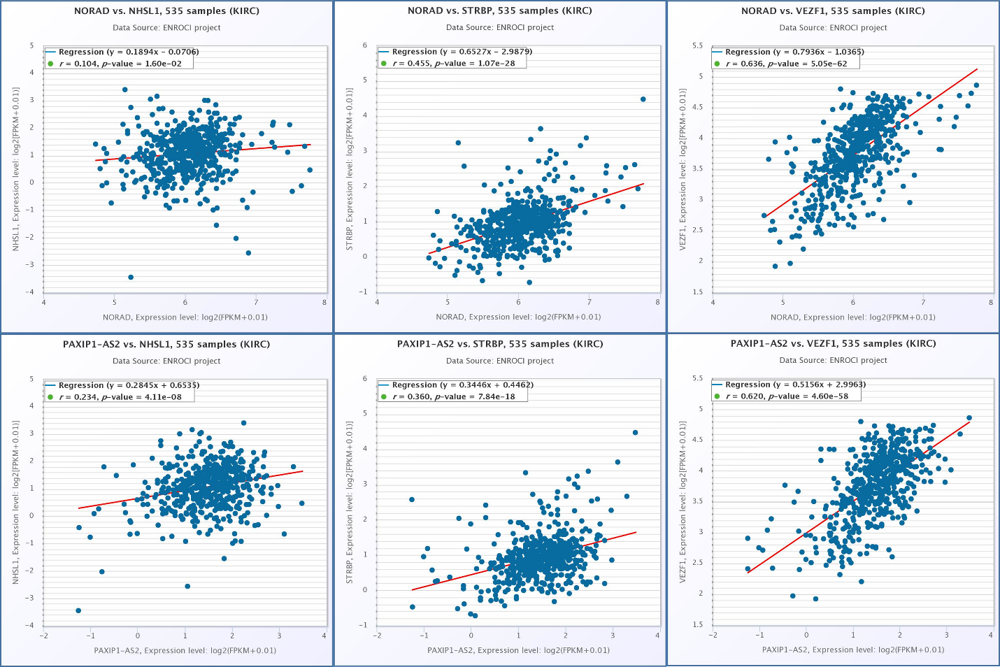 NORAD vs. NHSL1, 535 samples (KIRC)
Data Source: ENROCI project
Regression (y = 0.1894x − 0.0706)
r = 0.104, p−value = 1.60e−02
5
4
3
2
1
0
−1
−2
−3
−4
NHSL1, Expression level: log2[FPKM+0.01)]
4
5
6
7
8
NORAD, Expression level: log2(FPKM+0.01)
NORAD vs. STRBP, 535 samples (KIRC)
Data Source: ENROCI project
Regression (y = 0.6527x − 2.9879)
r = 0.455, p−value = 1.07e−28
6
5
4
3
2
1
0
−1
STRBP, Expression level: log2[FPKM+0.01)]
4
5
6
7
8
NORAD, Expression level: log2(FPKM+0.01)
NORAD vs. VEZF1, 535 samples (KIRC)
Data Source: ENROCI project
Regression (y = 0.7936x − 1.0365)
r = 0.636, p−value = 5.05e−62
5.5
5
4.5
4
3.5
3
2.5
2
1.5
VEZF1, Expression level: log2[FPKM+0.01)]
4
5
6
7
8
NORAD, Expression level: log2(FPKM+0.01)
PAXIP1−AS2 vs. NHSL1, 535 samples (KIRC)
Data Source: ENROCI project
Regression (y = 0.2845x + 0.6535)
r = 0.234, p−value = 4.11e−08
5
4
3
2
1
0
−1
−2
−3
−4
NHSL1, Expression level: log2[FPKM+0.01)]
−2
−1
0
1
2
3
4
PAXIP1−AS2, Expression level: log2(FPKM+0.01)
PAXIP1−AS2 vs. STRBP, 535 samples (KIRC)
Data Source: ENROCI project
Regression (y = 0.3446x + 0.4462)
r = 0.360, p−value = 7.84e−18
6
5
4
3
2
1
0
−1
STRBP, Expression level: log2[FPKM+0.01)]
−2
−1
0
1
2
3
4
PAXIP1−AS2, Expression level: log2(FPKM+0.01)
PAXIP1−AS2 vs. VEZF1, 535 samples (KIRC)
Data Source: ENROCI project
Regression (y = 0.5156x + 2.9963)
r = 0.620, p−value = 4.60e−58
5.5
5
4.5
4
3.5
3
2.5
2
1.5
VEZF1, Expression level: log2[FPKM+0.01)]
−2
−1
0
1
2
3
4
PAXIP1−AS2, Expression level: log2(FPKM+0.01)